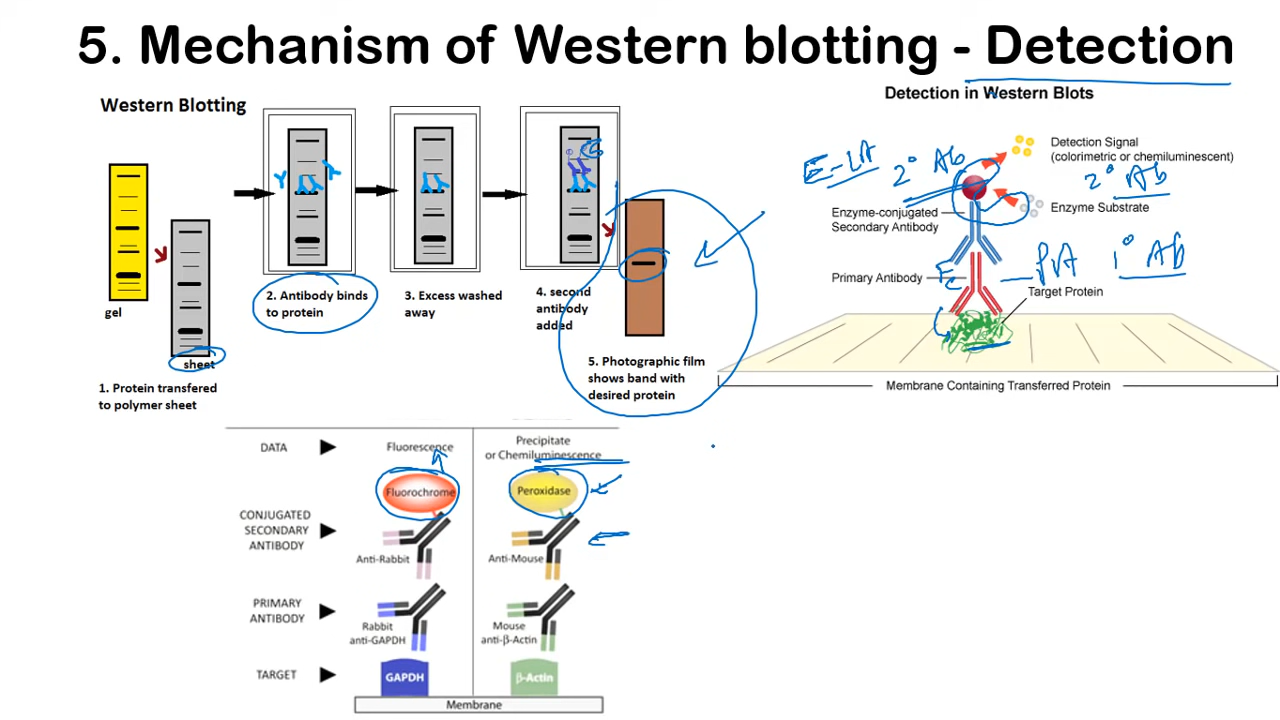 5. Mechanism of Western blotting - Detection
Western Blotting
gel
sheet
1. Protein transfered
to polymer sheet
2. Antibody binds
to protein
3. Excess washed
away
4. second
antibody
added
5. Photographic film
shows band with
desired protein
Detection in Western Blots
Detection Signal
(colorimetric or chemiluminescent)
2° Ab
2° Ab
Enzyme Substrate
Enzyme-conjugated
Secondary Antibody
Primary Antibody
1° Ab
Target Protein
Membrane Containing Transferred Protein
DATA
Fluorescence
Precipitate
or Chemiluminescence
Fluorochrome
Peroxidase
CONJUGATED
SECONDARY
ANTIBODY
Anti-Rabbit
Anti-Mouse
PRIMARY
ANTIBODY
Rabbit
anti-GAPDH
Mouse
anti-β-Actin
TARGET
GAPDH
β-Actin
Membrane